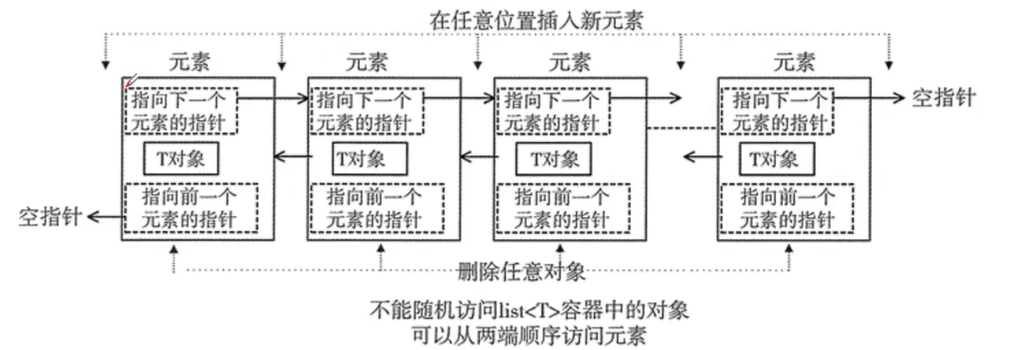 在任意位置插入新元素
元素 元素 元素 元素
指向下一个 指向下一个 指向下一个 指向下一个 空指针
元素的指针 元素的指针 元素的指针 元素的指针
T对象 T对象 T对象 T对象
指向前一个 指向前一个 指向前一个 指向前一个
空指针 元素的指针 元素的指针 元素的指针 元素的指针
删除任意对象
不能随机访问list<T>容器中的对象
可以从两端顺序访问元素